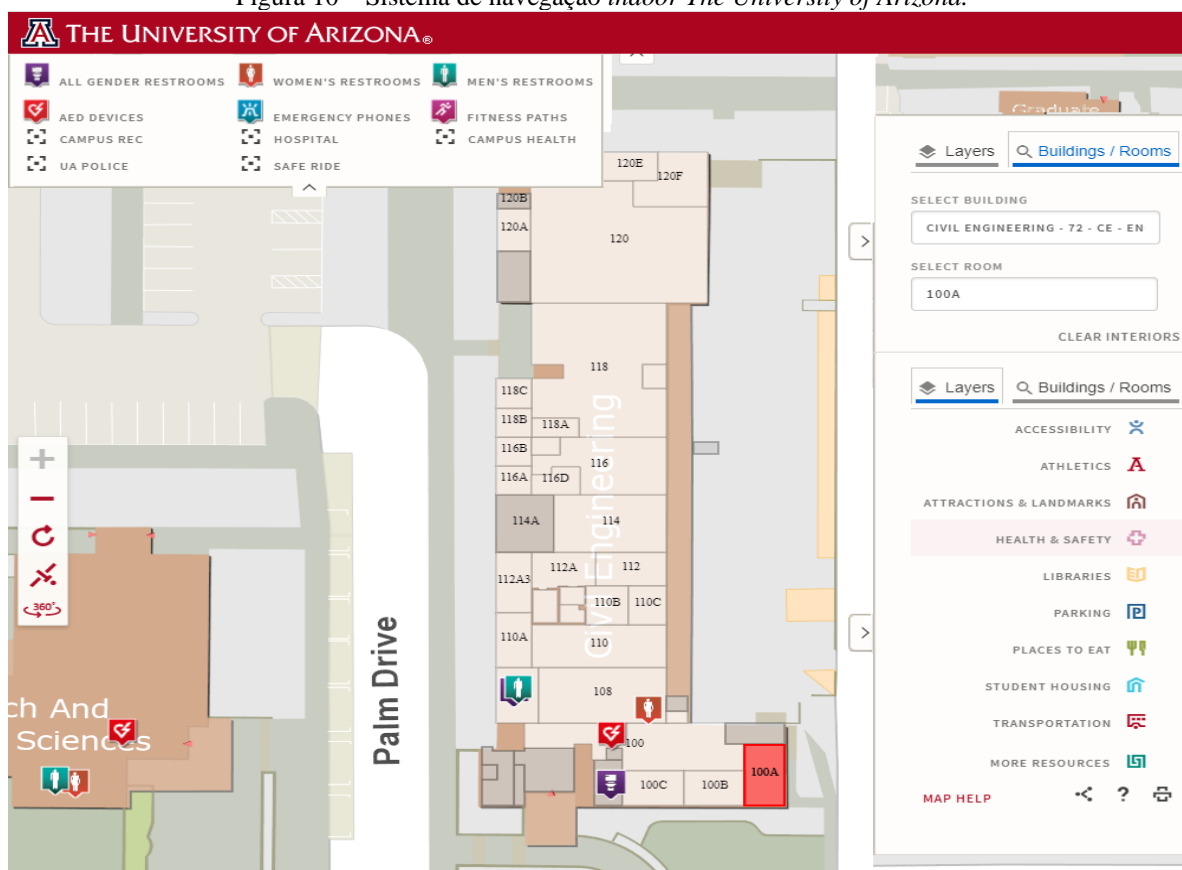 Figura 16 – Sistema de navegação indoor The University of Arizona.
THE UNIVERSITY OF ARIZONA®
ALL GENDER RESTROOMS
WOMEN'S RESTROOMS
MEN'S RESTROOMS
AED DEVICES
EMERGENCY PHONES
FITNESS PATHS
CAMPUS REC
HOSPITAL
CAMPUS HEALTH
UA POLICE
SAFE RIDE
Graduate
Layers
Buildings / Rooms
SELECT BUILDING
CIVIL ENGINEERING - 72 - CE - EN
SELECT ROOM
100A
CLEAR INTERIORS
Layers
Buildings / Rooms
ACCESSIBILITY
ATHLETICS
ATTRACTIONS & LANDMARKS
HEALTH & SAFETY
LIBRARIES
PARKING
PLACES TO EAT
STUDENT HOUSING
TRANSPORTATION
MORE RESOURCES
MAP HELP
120E
120F
120B
120A
120
118
118C
118B
118A
116B
116
116A
116D
114A
114
112A
112
112A3
110B
110C
110A
110
108
100
100A
100C
100B
Civil Engineering
Palm Drive
ch And
Sciences
360°